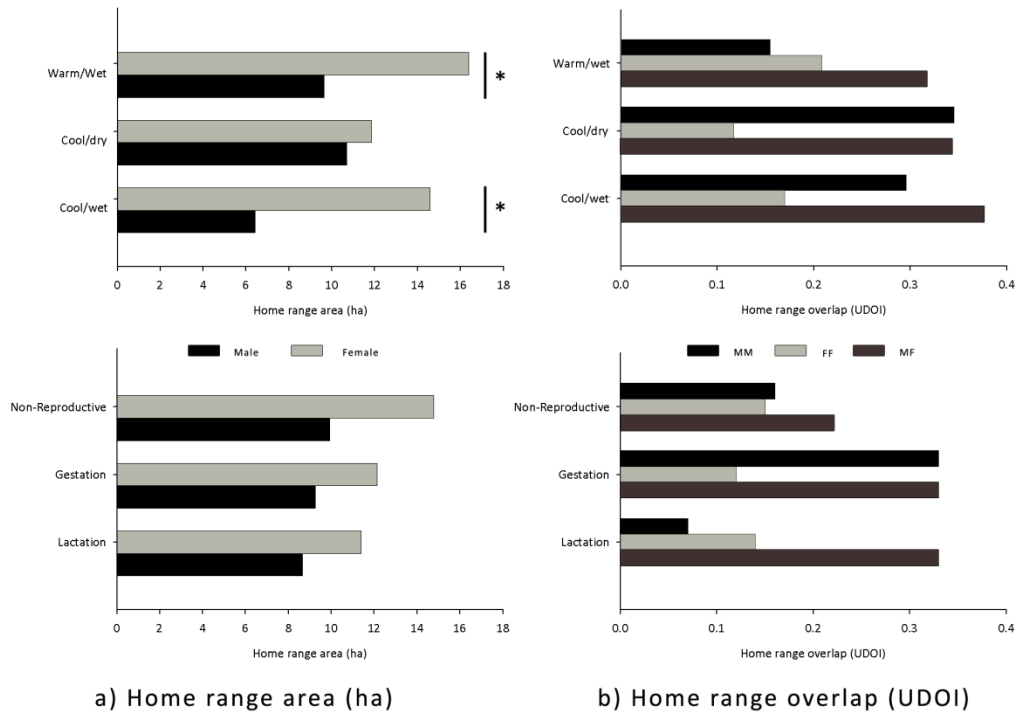 Warm/Wet
*
Cool/dry
Cool/wet
*
0 2 4 6 8 10 12 14 16 18
Home range area (ha)
Warm/wet
Cool/dry
Cool/wet
0.0 0.1 0.2 0.3 0.4
Home range overlap (UDOI)
Male Female
Non-Reproductive
Gestation
Lactation
0 2 4 6 8 10 12 14 16 18
Home range area (ha)
MM FF MF
Non-Reproductive
Gestation
Lactation
0.0 0.1 0.2 0.3 0.4
Home range overlap (UDOI)
a) Home range area (ha)
b) Home range overlap (UDOI)